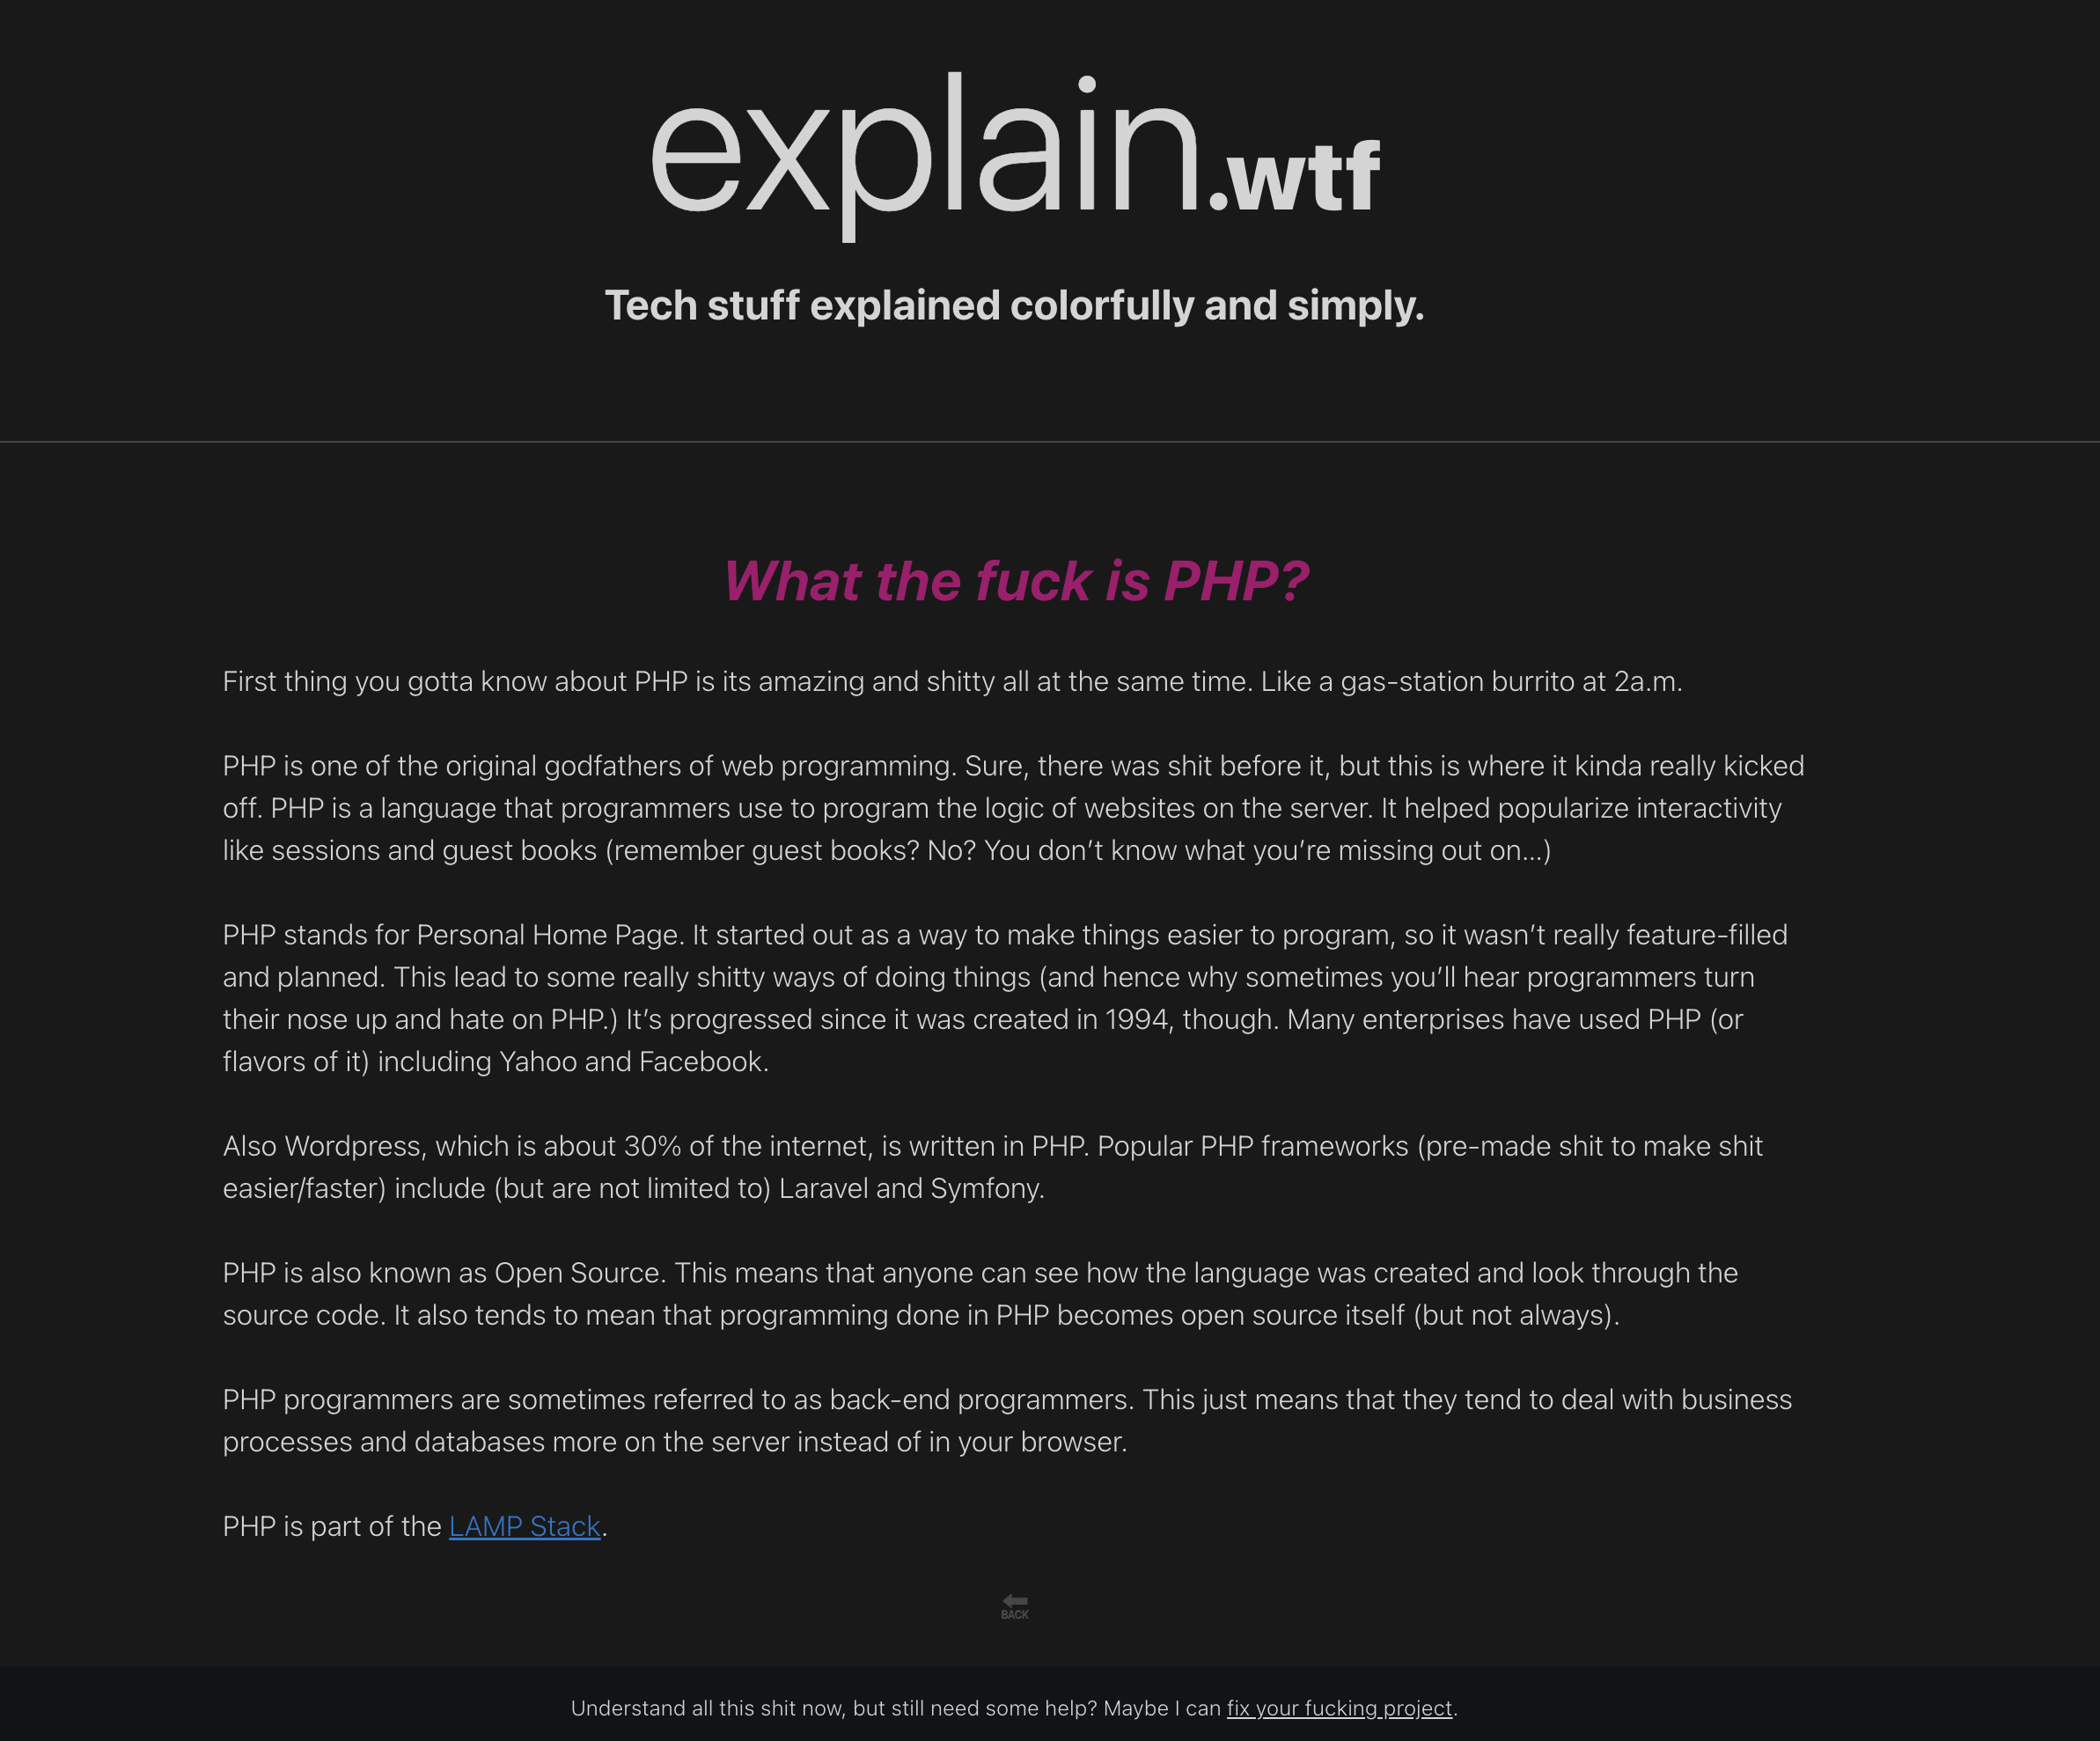 explain.wtf
Tech stuff explained colorfully and simply.
What the fuck is PHP?
First thing you gotta know about PHP is its amazing and shitty all at the same time. Like a gas-station burrito at 2a.m.
PHP is one of the original godfathers of web programming. Sure, there was shit before it, but this is where it kinda really kicked
off. PHP is a language that programmers use to program the logic of websites on the server. It helped popularize interactivity
like sessions and guest books (remember guest books? No? You don’t know what you’re missing out on…)
PHP stands for Personal Home Page. It started out as a way to make things easier to program, so it wasn’t really feature-filled
and planned. This lead to some really shitty ways of doing things (and hence why sometimes you’ll hear programmers turn
their nose up and hate on PHP.) It’s progressed since it was created in 1994, though. Many enterprises have used PHP (or
flavors of it) including Yahoo and Facebook.
Also Wordpress, which is about 30% of the internet, is written in PHP. Popular PHP frameworks (pre-made shit to make shit
easier/faster) include (but are not limited to) Laravel and Symfony.
PHP is also known as Open Source. This means that anyone can see how the language was created and look through the
source code. It also tends to mean that programming done in PHP becomes open source itself (but not always).
PHP programmers are sometimes referred to as back-end programmers. This just means that they tend to deal with business
processes and databases more on the server instead of in your browser.
PHP is part of the LAMP Stack.
BACK
Understand all this shit now, but still need some help? Maybe I can fix your fucking project.